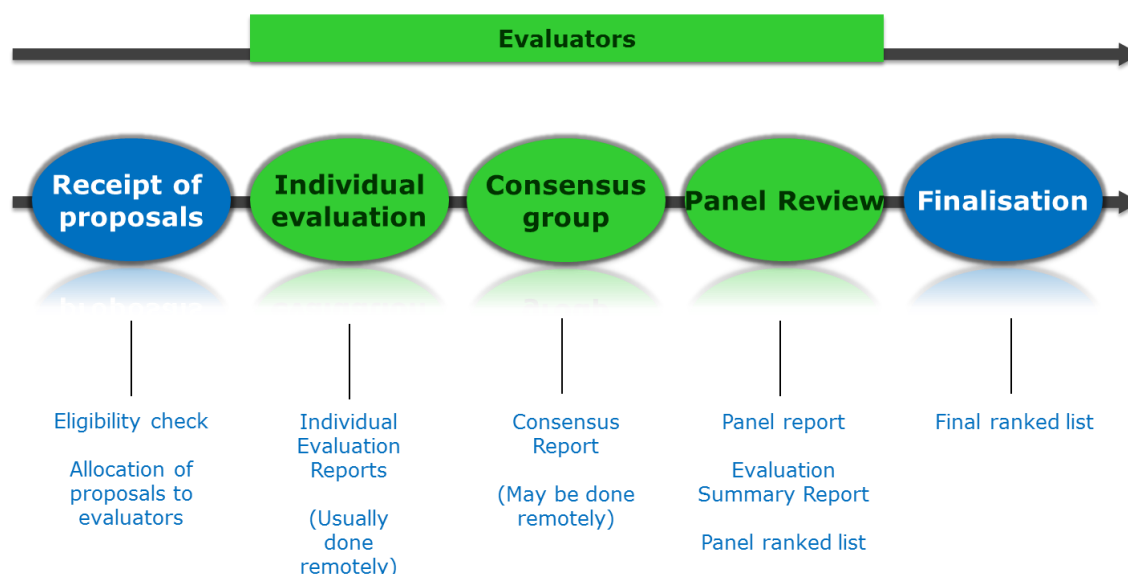 Evaluators
Receipt of
proposals
Individual
evaluation
Consensus
group
Panel Review
Finalisation
Eligibility check
Allocation of
proposals to
evaluators
Individual
Evaluation
Reports
(Usually
done
remotely)
Consensus
Report
(May be done
remotely)
Panel report
Evaluation
Summary Report
Panel ranked list
Final ranked list